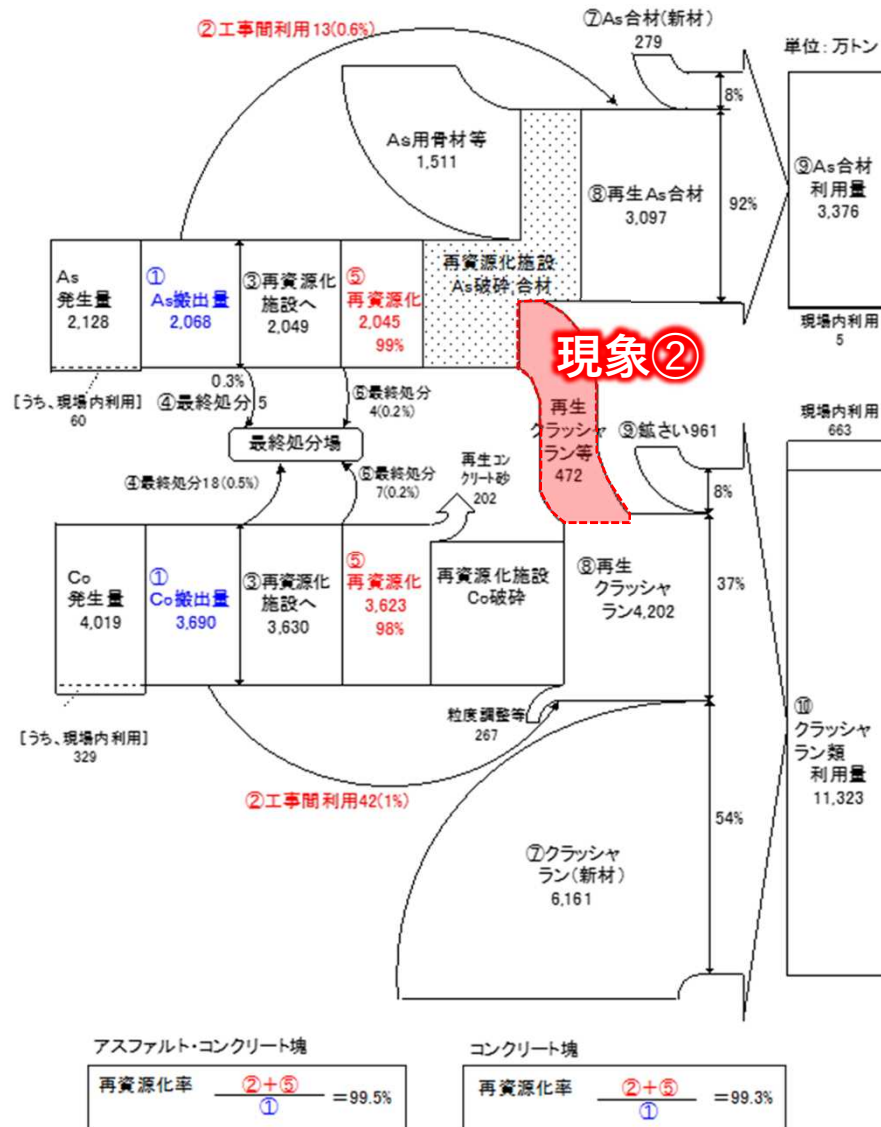 ②工事間利用13(0.6%)
⑦As合材(新材)
279
単位：万トン
8%
As用骨材等
1,511
⑧再生As合材
3,097
92%
⑨As合材
利用量
3,376
As
発生量
2,128
①
As搬出量
2,068
③再資源化
施設へ
2,049
⑤
再資源化
2,045
99%
再資源化施設
As破砕,合材
現場内利用
5
現象②
[うち、現場内利用]
60
0.3%
④最終処分 5
⑥最終処分
4(0.2%)
最終処分場
再生
クラッシャ
ラン等
472
⑨鉱さい961
現場内利用
663
8%
④最終処分18(0.5%)
⑥最終処分
7(0.2%)
再生コン
クリート砂
202
Co
発生量
4,019
①
Co搬出量
3,690
③再資源化
施設へ
3,630
⑤
再資源化
3,623
98%
再資源化施設
Co破砕
⑧再生
クラッシャ
ラン4,202
37%
[うち、現場内利用]
329
粒度調整等
267
②工事間利用42(1%)
⑩
クラッシャ
ラン類
利用量
11,323
54%
⑦クラッシャ
ラン(新材)
6,161
アスファルト・コンクリート塊
再資源化率 ②+⑤ =99.5%
①
コンクリート塊
再資源化率 ②+⑤ =99.3%
①